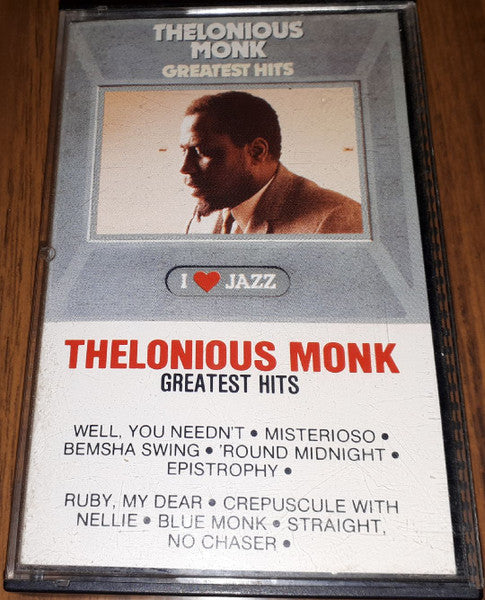 THELONIOUS
MONK
GREATEST HITS
I ♥ JAZZ
THELONIOUS MONK
GREATEST HITS
WELL, YOU NEEDN'T • MISTERIOSO •
BEMSHA SWING • 'ROUND MIDNIGHT •
EPISTROPHY •
RUBY, MY DEAR • CREPUSCULE WITH
NELLIE • BLUE MONK • STRAIGHT,
NO CHASER •